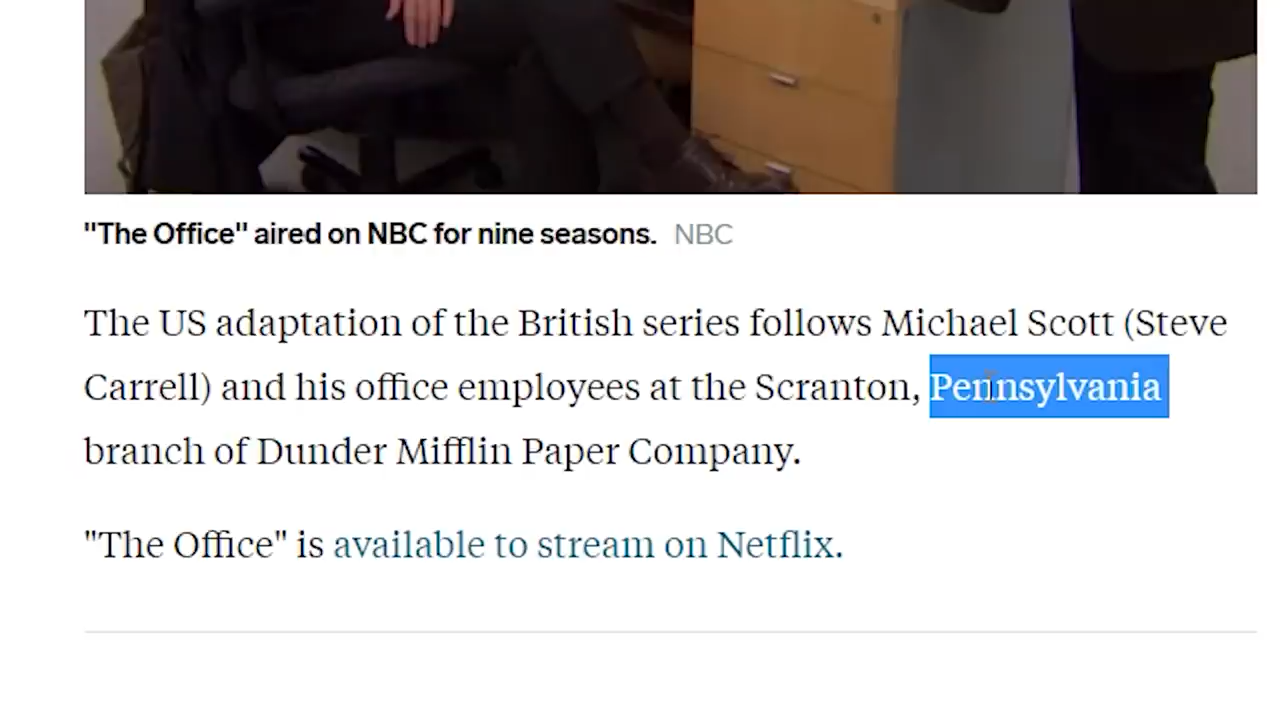 "The Office" aired on NBC for nine seasons. NBC
The US adaptation of the British series follows Michael Scott (Steve
Carrell) and his office employees at the Scranton, Pennsylvania
branch of Dunder Mifflin Paper Company.
"The Office" is available to stream on Netflix.